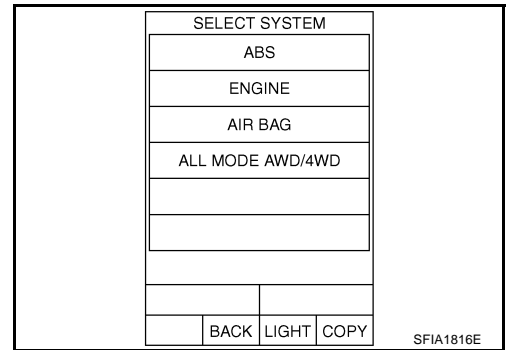 SELECT SYSTEM
ABS
ENGINE
AIR BAG
ALL MODE AWD/4WD
BACK LIGHT COPY
SFIA1816E